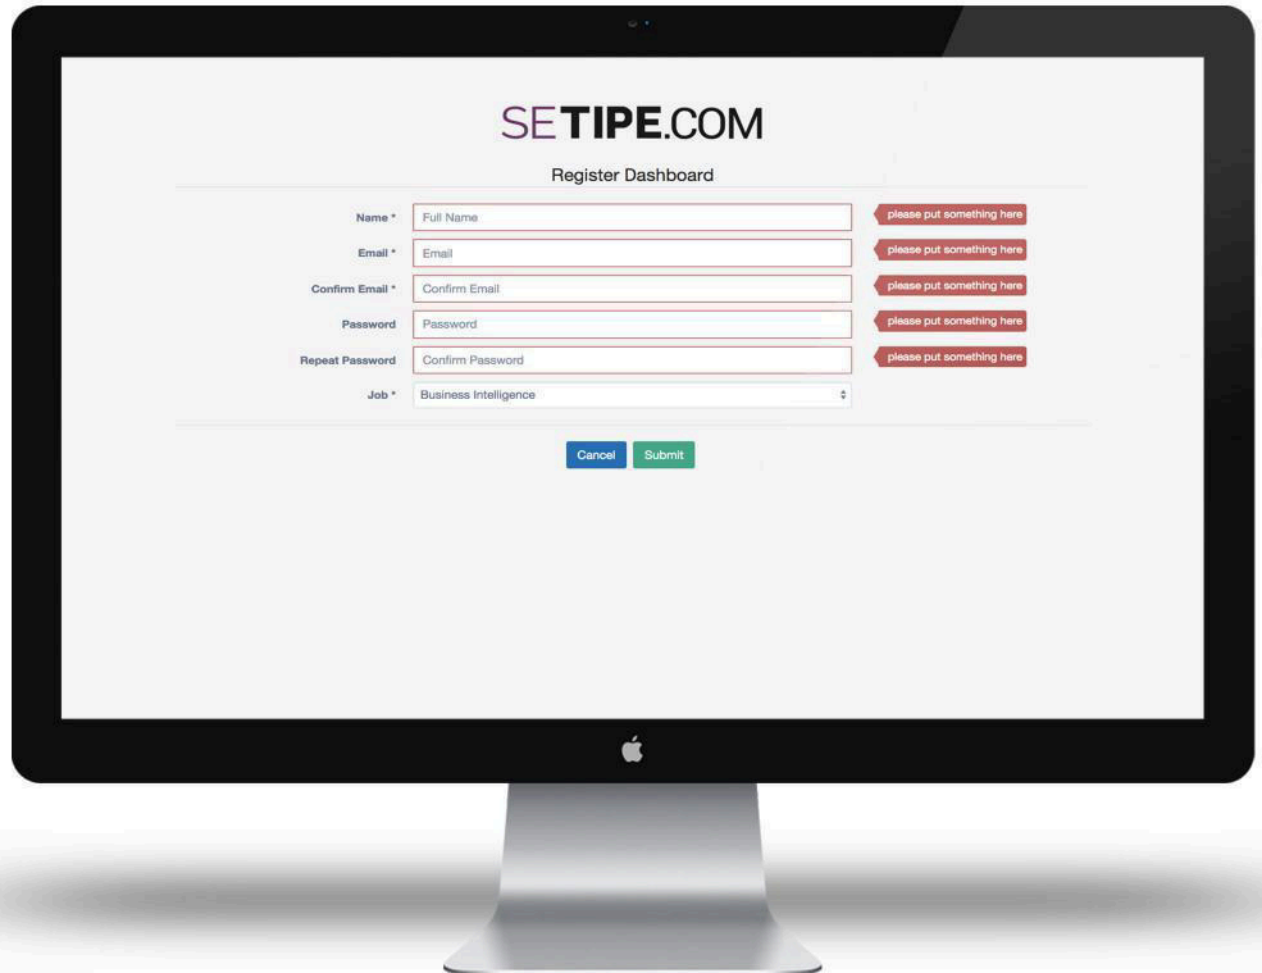 SETIPE.COM
Register Dashboard
Name * Full Name please put something here
Email * Email please put something here
Confirm Email * Confirm Email please put something here
Password Password please put something here
Repeat Password Confirm Password please put something here
Job * Business Intelligence
Cancel Submit